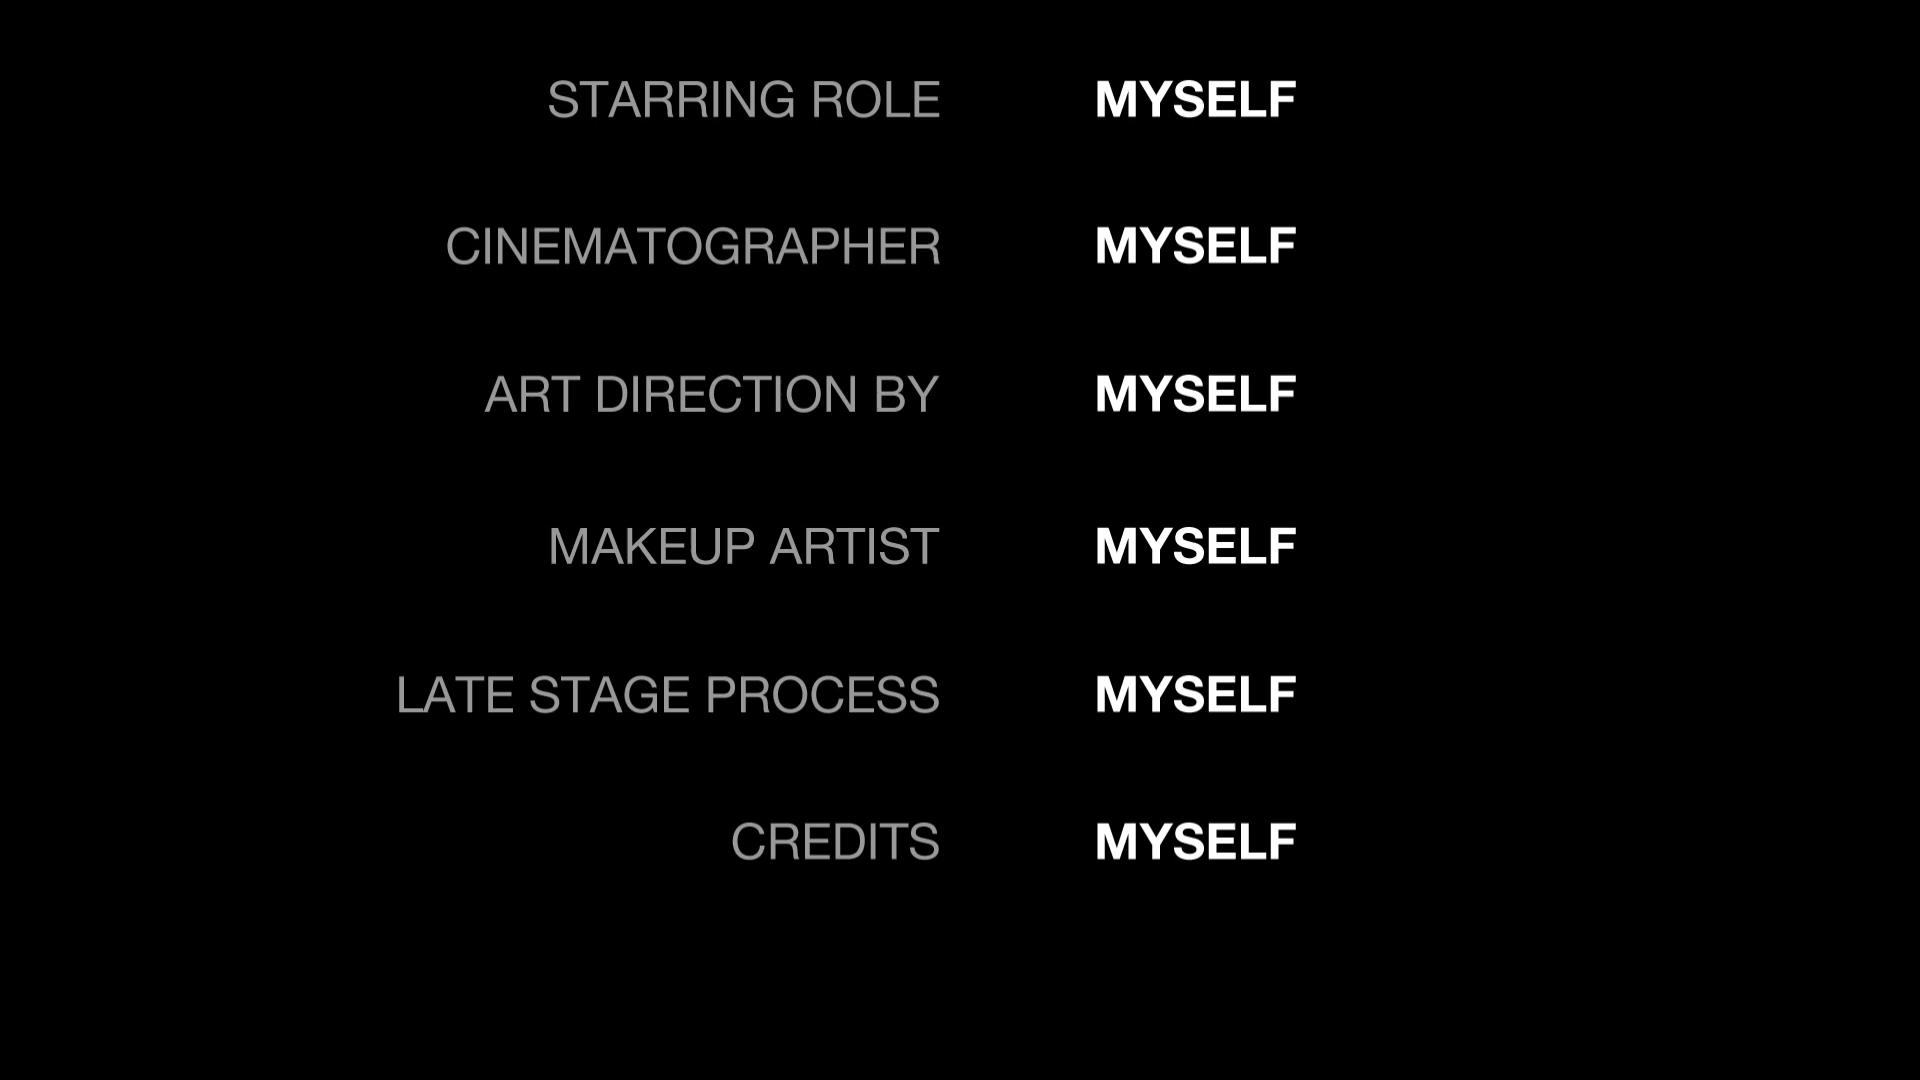 STARRING ROLE MYSELF
CINEMATOGRAPHER MYSELF
ART DIRECTION BY MYSELF
MAKEUP ARTIST MYSELF
LATE STAGE PROCESS MYSELF
CREDITS MYSELF